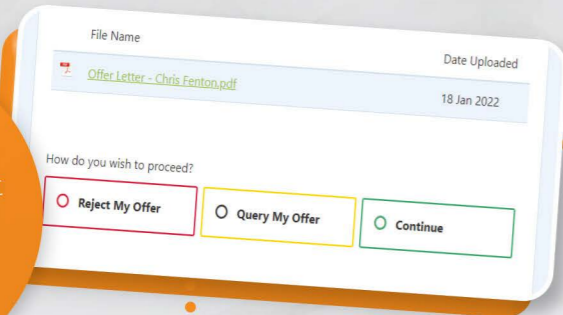 File Name
Date Uploaded
Offer Letter - Chris Fenton.pdf
18 Jan 2022
How do you wish to proceed?
Reject My Offer
Query My Offer
Continue